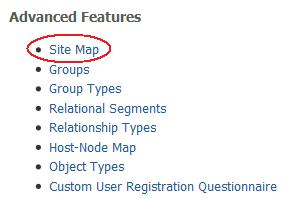 Advanced Features
Site Map
Groups
Group Types
Relational Segments
Relationship Types
Host-Node Map
Object Types
Custom User Registration Questionnaire